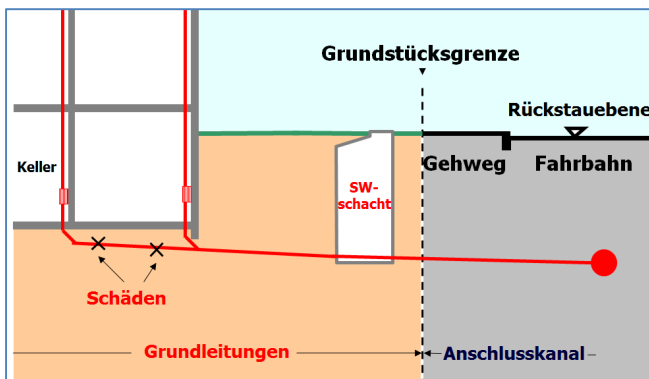 Grundstücksgrenze
Rückstauebene
Keller
Gehweg
Fahrbahn
SW-
schacht
Schäden
Grundleitungen
Anschlusskanal